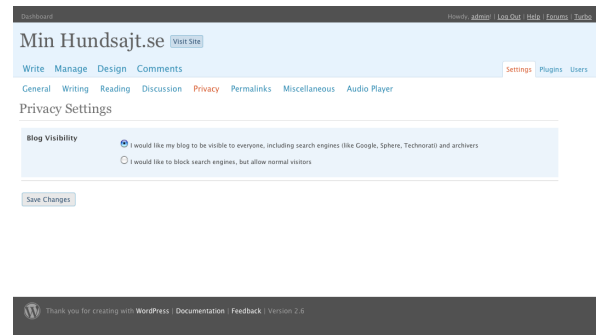 Dashboard Howdy, admin! | Log Out | Help | Forums | Turbo
Min Hundsajt.se Visit Site
Write Manage Design Comments Settings Plugins Users
General Writing Reading Discussion Privacy Permalinks Miscellaneous Audio Player
Privacy Settings
Blog Visibility
I would like my blog to be visible to everyone, including search engines (like Google, Sphere, Technorati) and archivers
I would like to block search engines, but allow normal visitors
Save Changes
Thank you for creating with WordPress | Documentation | Feedback | Version 2.6